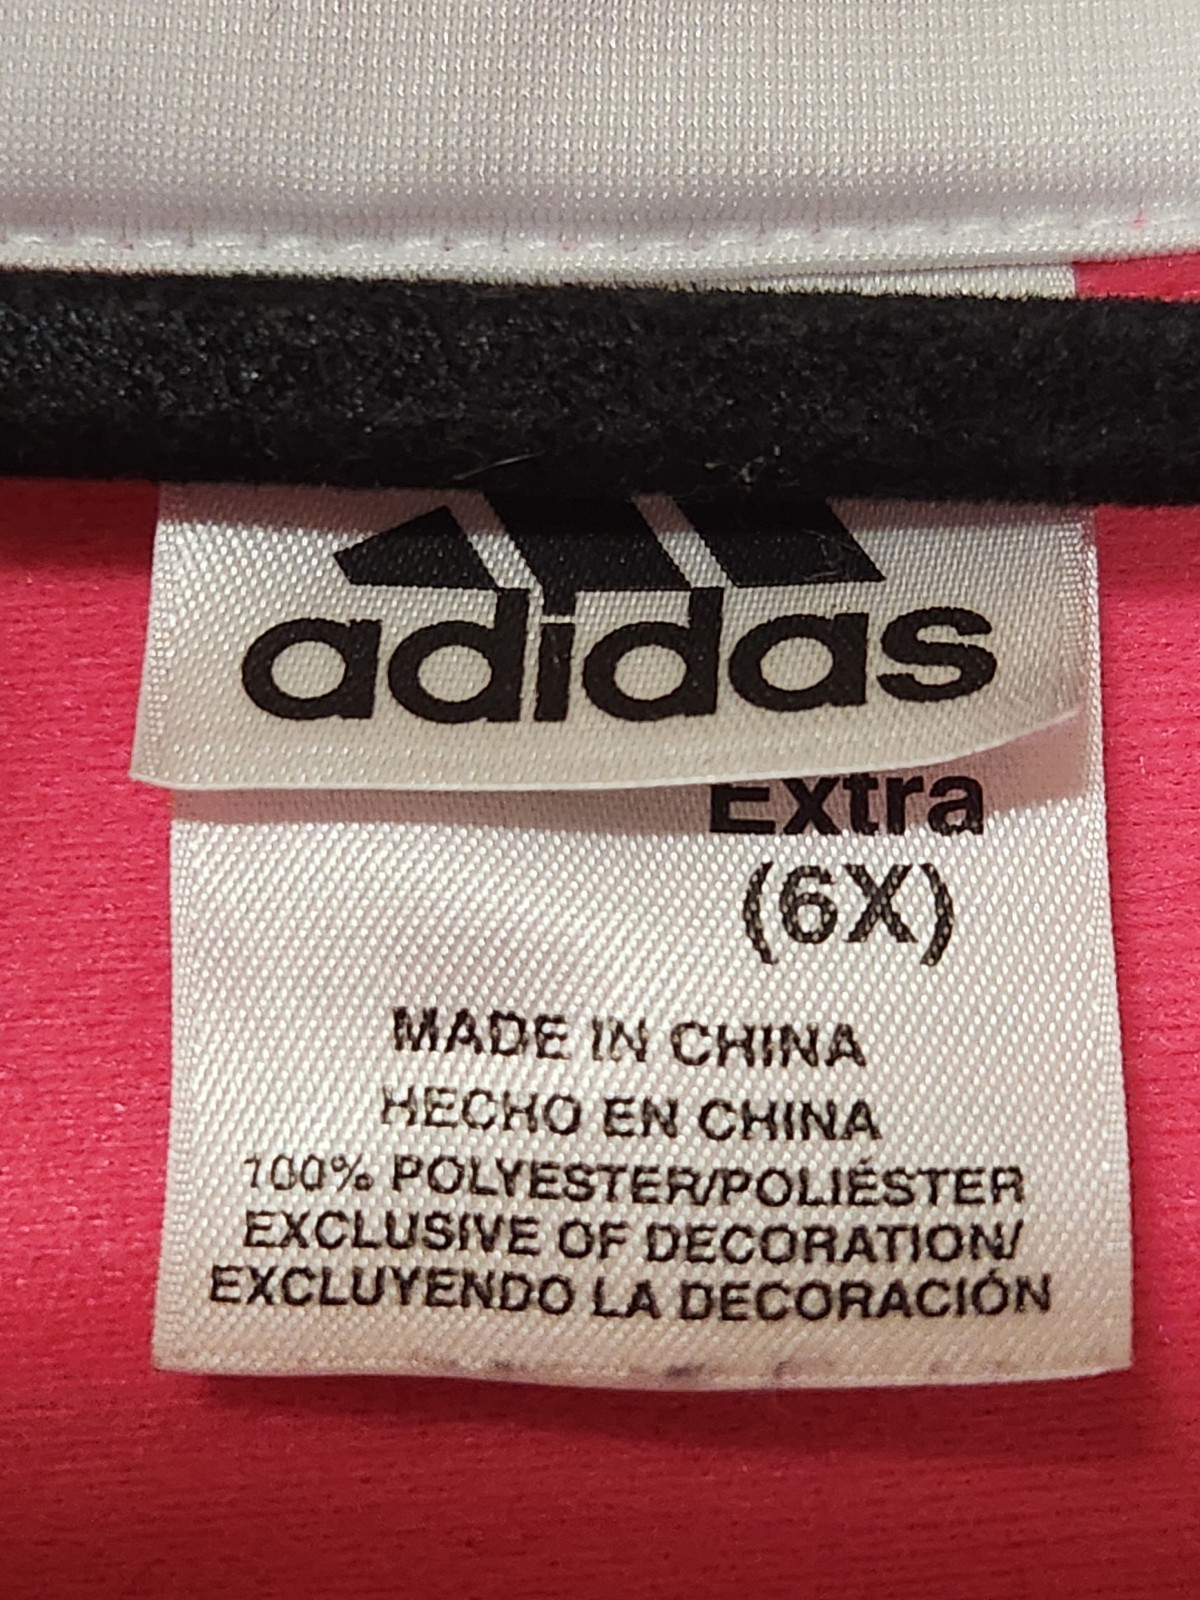 adidas
Extra
(6X)
MADE IN CHINA
HECHO EN CHINA
100% POLYESTER/POLIÉSTER
EXCLUSIVE OF DECORATION/
EXCLUYENDO LA DECORACIÓN